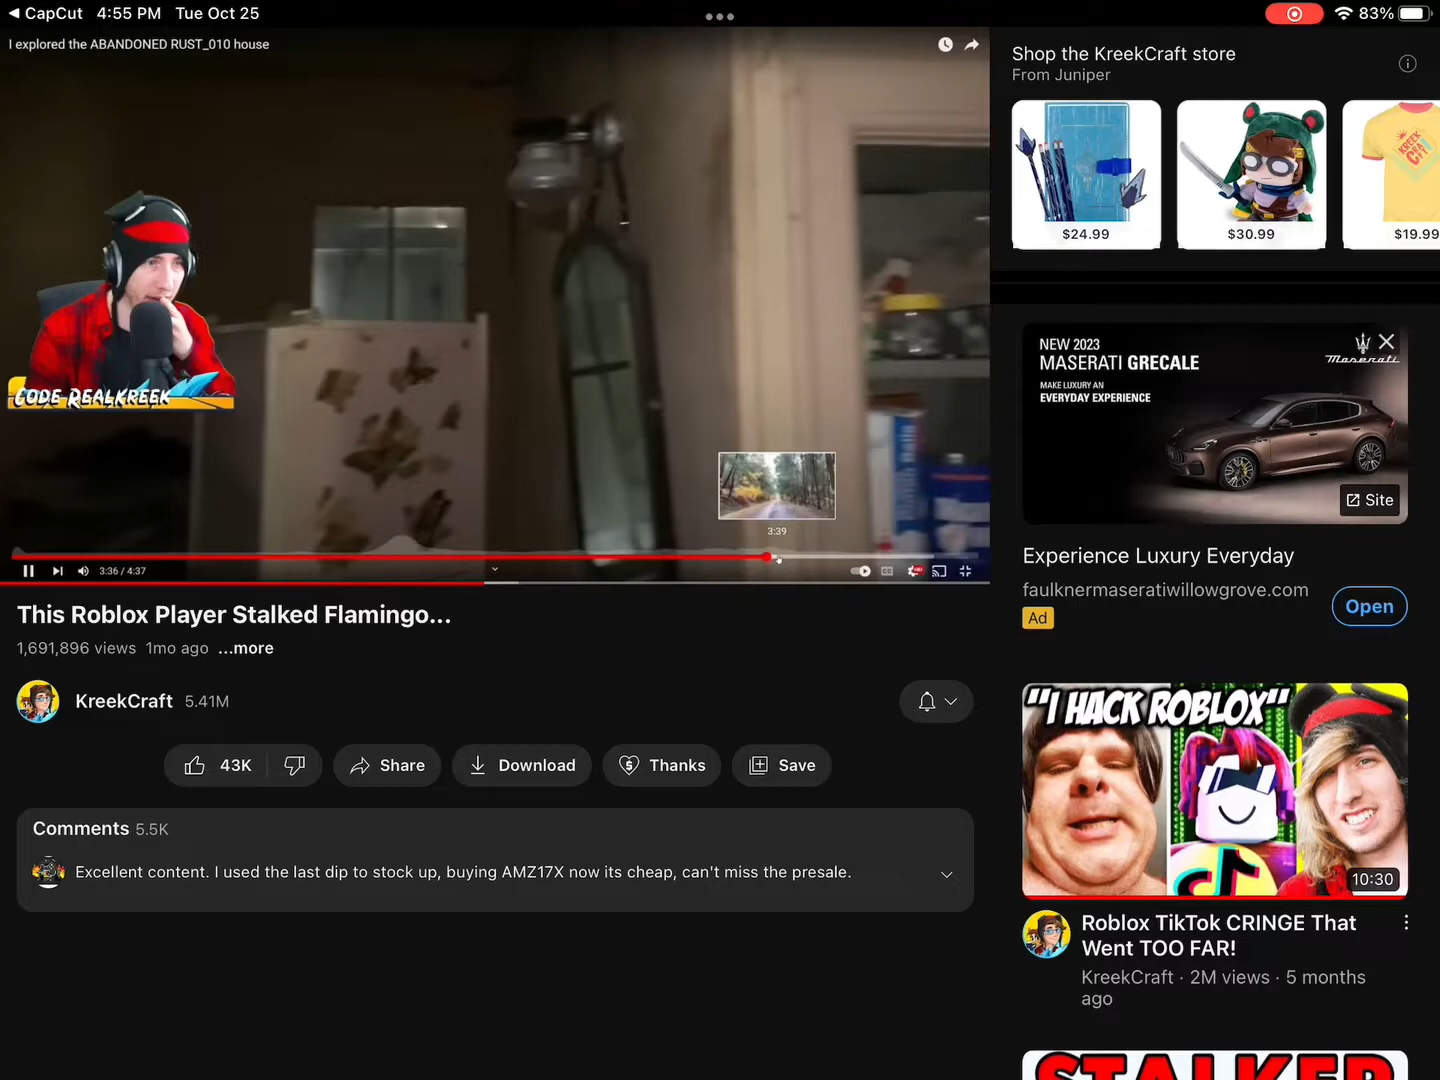 CapCut 4:55 PM Tue Oct 25
83%
I explored the ABANDONED RUST_010 house
CODE REALKREEK
3:39
3:36 / 4:37
This Roblox Player Stalked Flamingo...
1,691,896 views 1mo ago ...more
KreekCraft 5.41M
43K
Share
Download
Thanks
Save
Comments 5.5K
Excellent content. I used the last dip to stock up, buying AMZ17X now its cheap, can't miss the presale.
Shop the KreekCraft store
From Juniper
$24.99
$30.99
KREEK
CRAFT
$19.99
NEW 2023
MASERATI GRECALE
MAKE LUXURY AN
EVERYDAY EXPERIENCE
Maserati
Site
Experience Luxury Everyday
faulknermaseratiwillowgrove.com
Ad
Open
"I HACK ROBLOX"
10:30
Roblox TikTok CRINGE That
Went TOO FAR!
KreekCraft · 2M views · 5 months
ago
STALKER